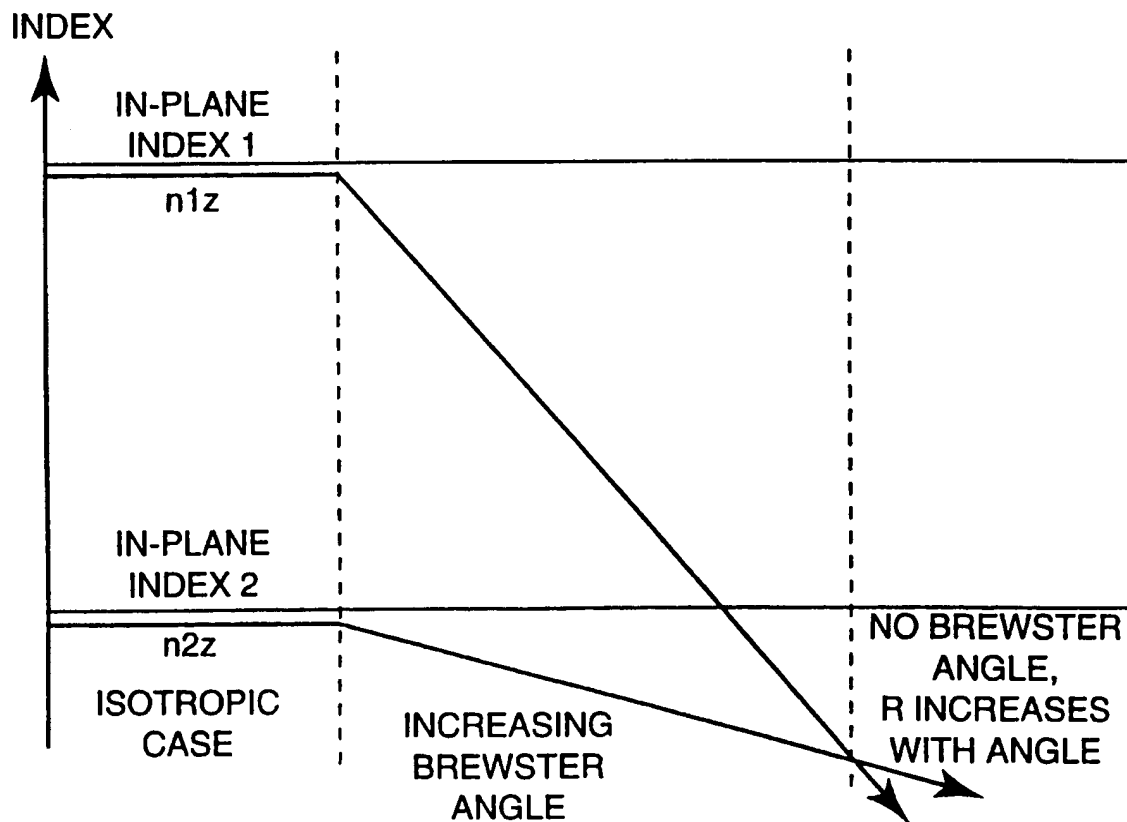 INDEX
IN-PLANE
INDEX 1
n1z
IN-PLANE
INDEX 2
n2z
ISOTROPIC
CASE
INCREASING
BREWSTER
ANGLE
NO BREWSTER
ANGLE,
R INCREASES
WITH ANGLE